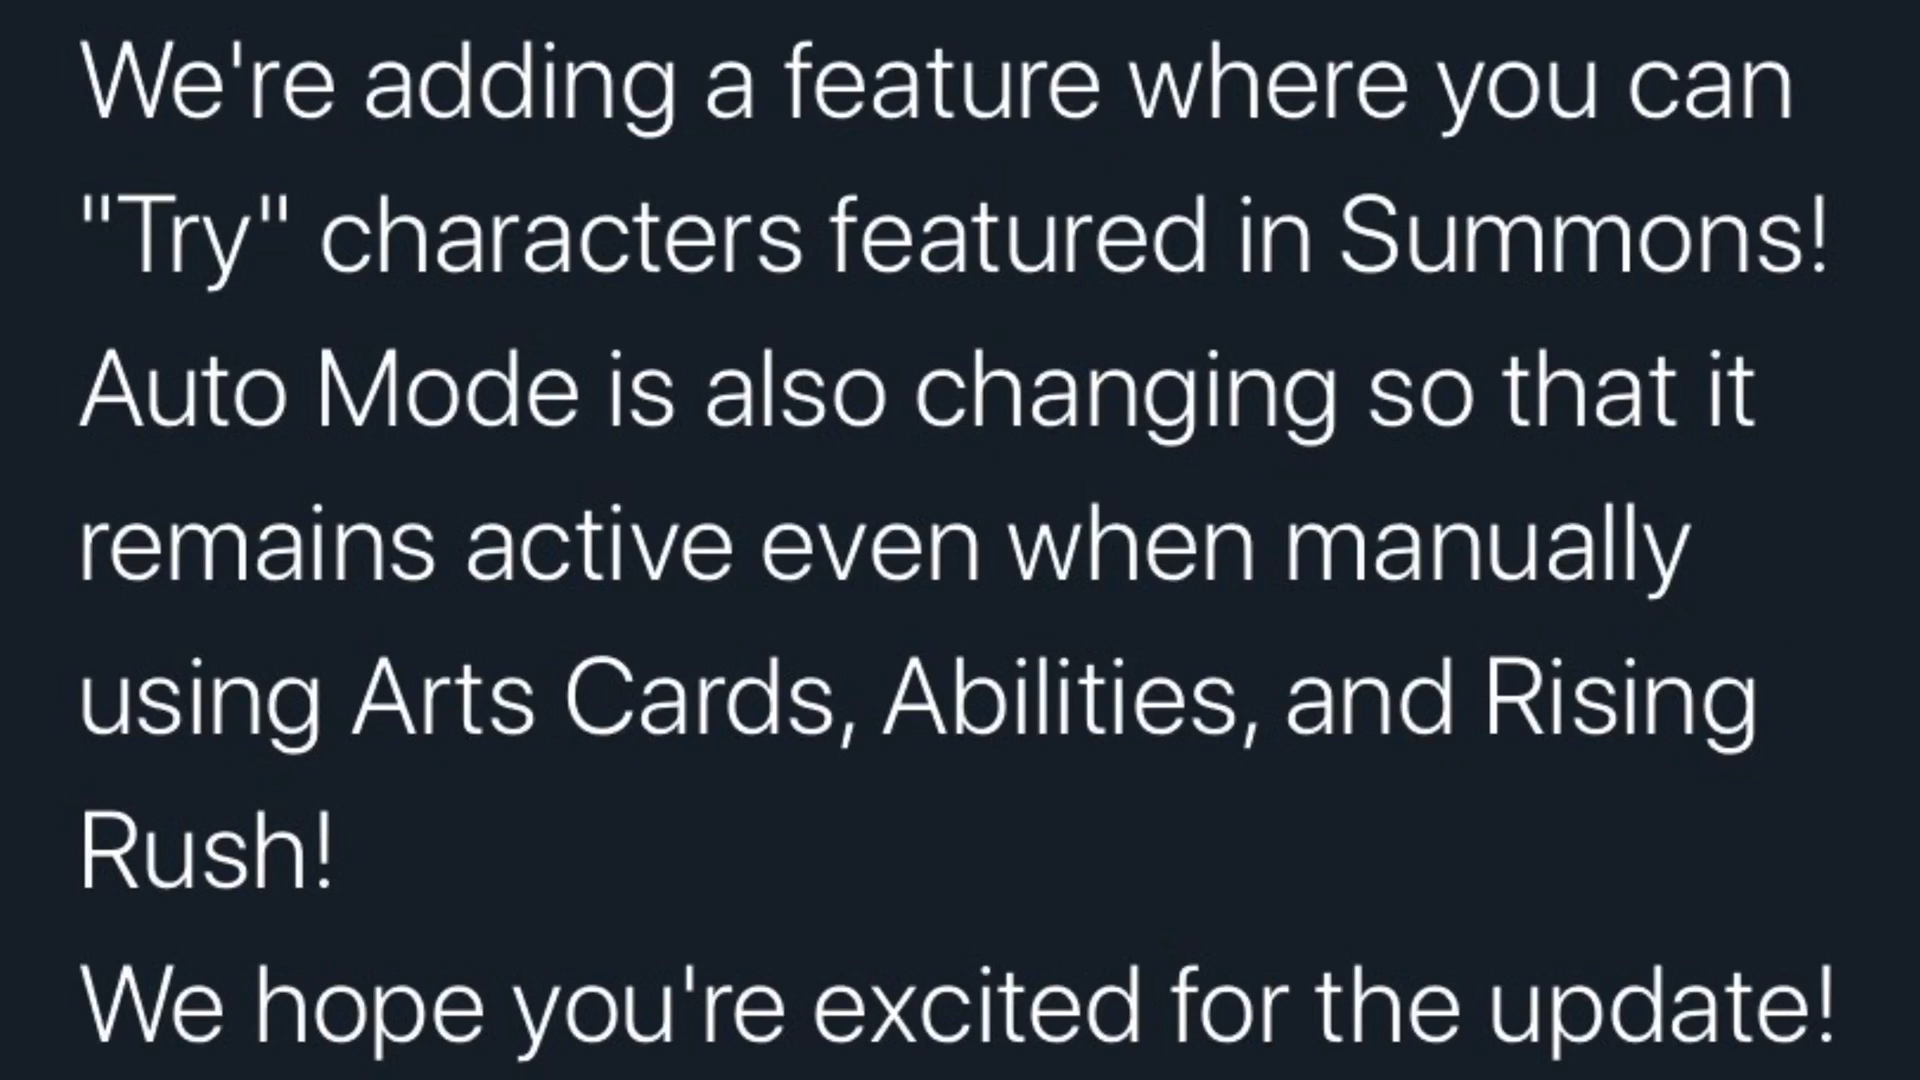 We're adding a feature where you can
"Try" characters featured in Summons!
Auto Mode is also changing so that it
remains active even when manually
using Arts Cards, Abilities, and Rising
Rush!
We hope you're excited for the update!